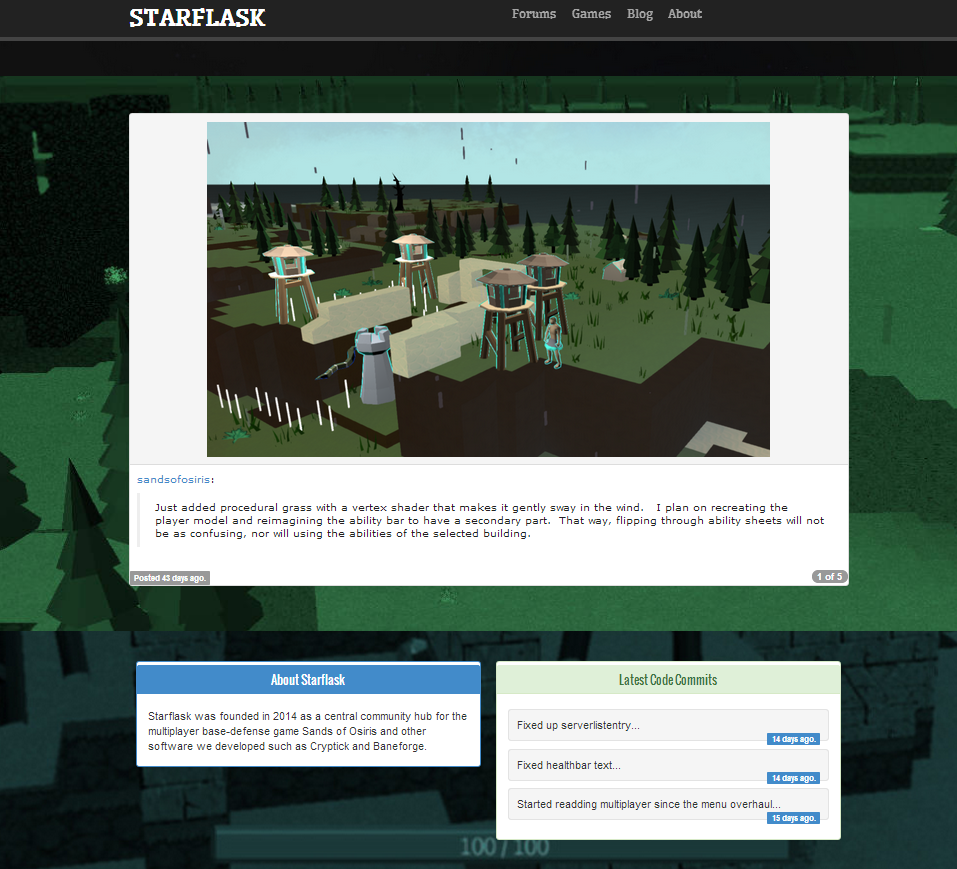 STARFLASK
Forums Games Blog About
sandsofosiris:
Just added procedural grass with a vertex shader that makes it gently sway in the wind. I plan on recreating the
player model and reimagining the ability bar to have a secondary part. That way, flipping through ability sheets will not
be as confusing, nor will using the abilities of the selected building.
Posted 43 days ago.
1 of 5
About Starflask
Starflask was founded in 2014 as a central community hub for the
multiplayer base-defense game Sands of Osiris and other
software we developed such as Cryptick and Baneforge.
Latest Code Commits
Fixed up serverlistentry...
14 days ago.
Fixed healthbar text...
14 days ago.
Started readding multiplayer since the menu overhaul...
15 days ago.
100 / 100